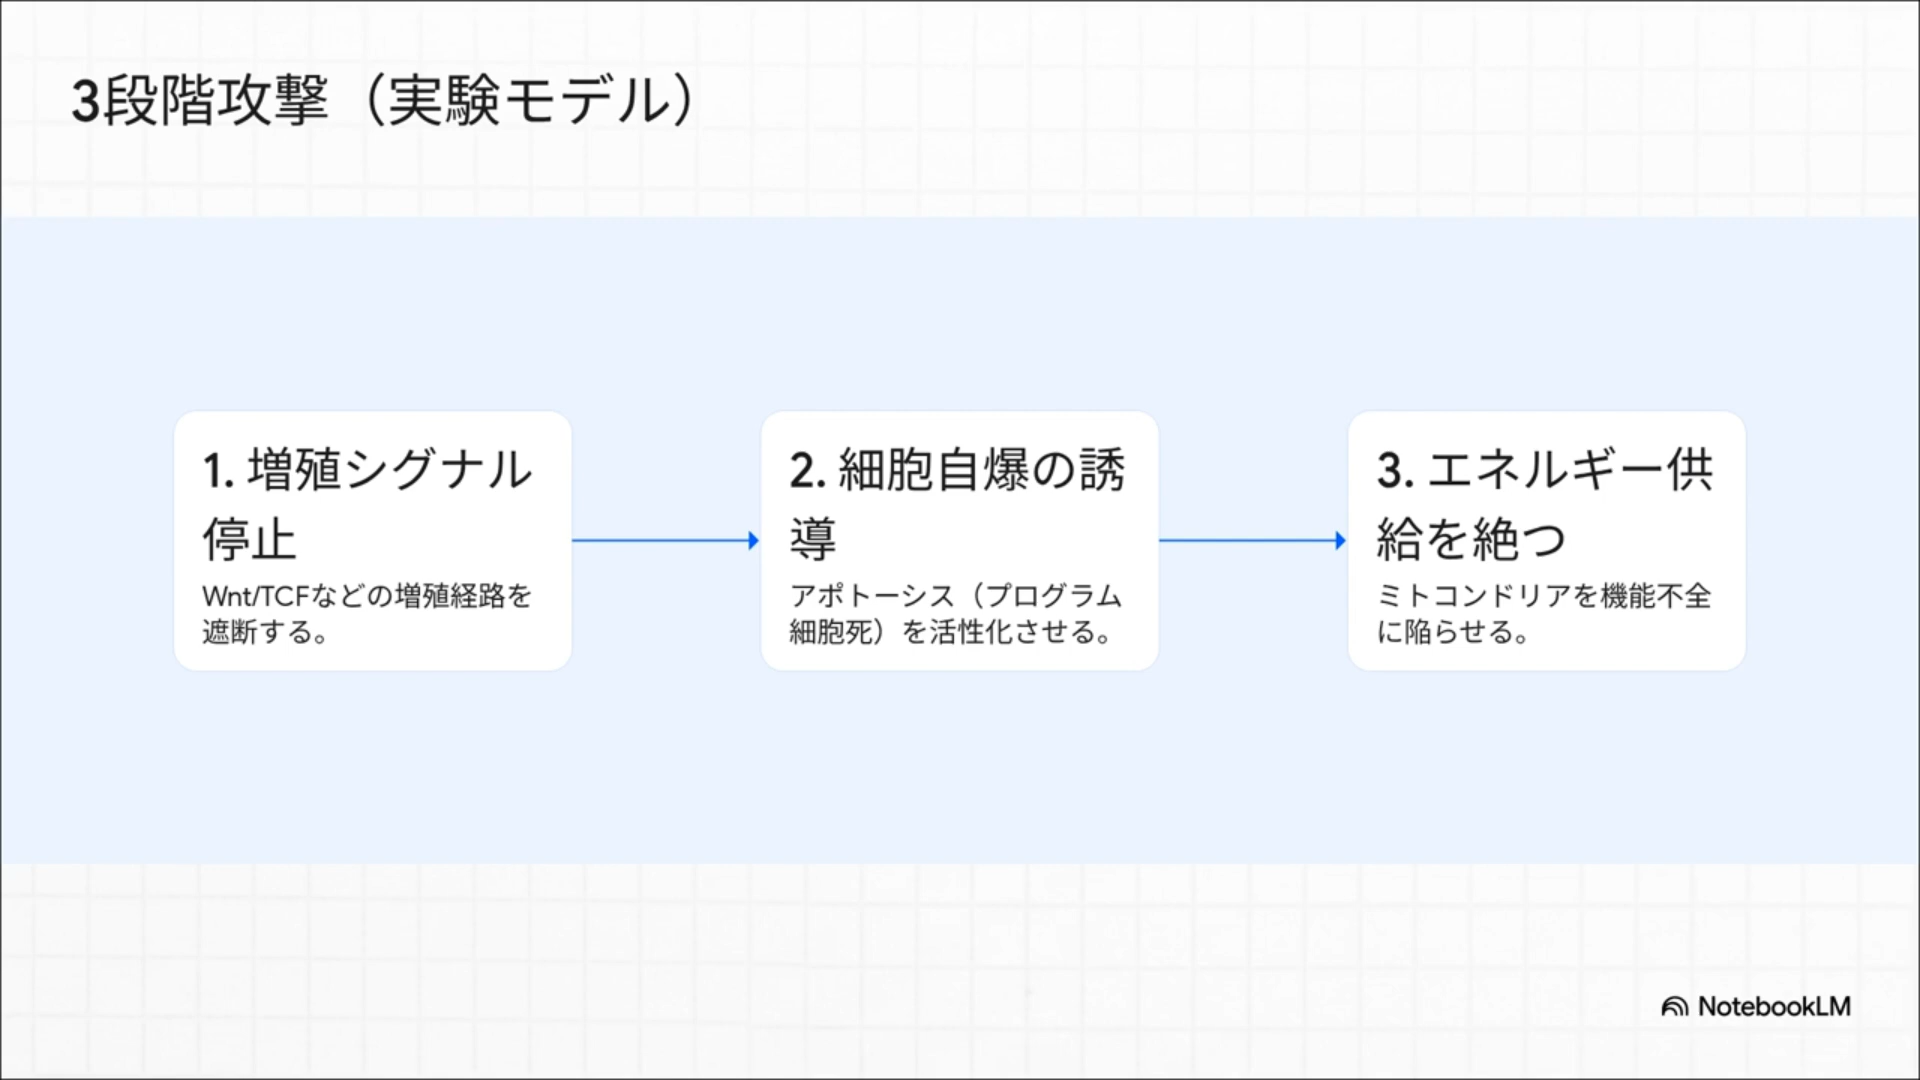 3段階攻撃（実験モデル）
1. 増殖シグナル
停止
Wnt/TCFなどの増殖経路を
遮断する。
2. 細胞自爆の誘
導
アポトーシス（プログラム
細胞死）を活性化させる。
3. エネルギー供
給を絶つ
ミトコンドリアを機能不全
に陥らせる。
NotebookLM